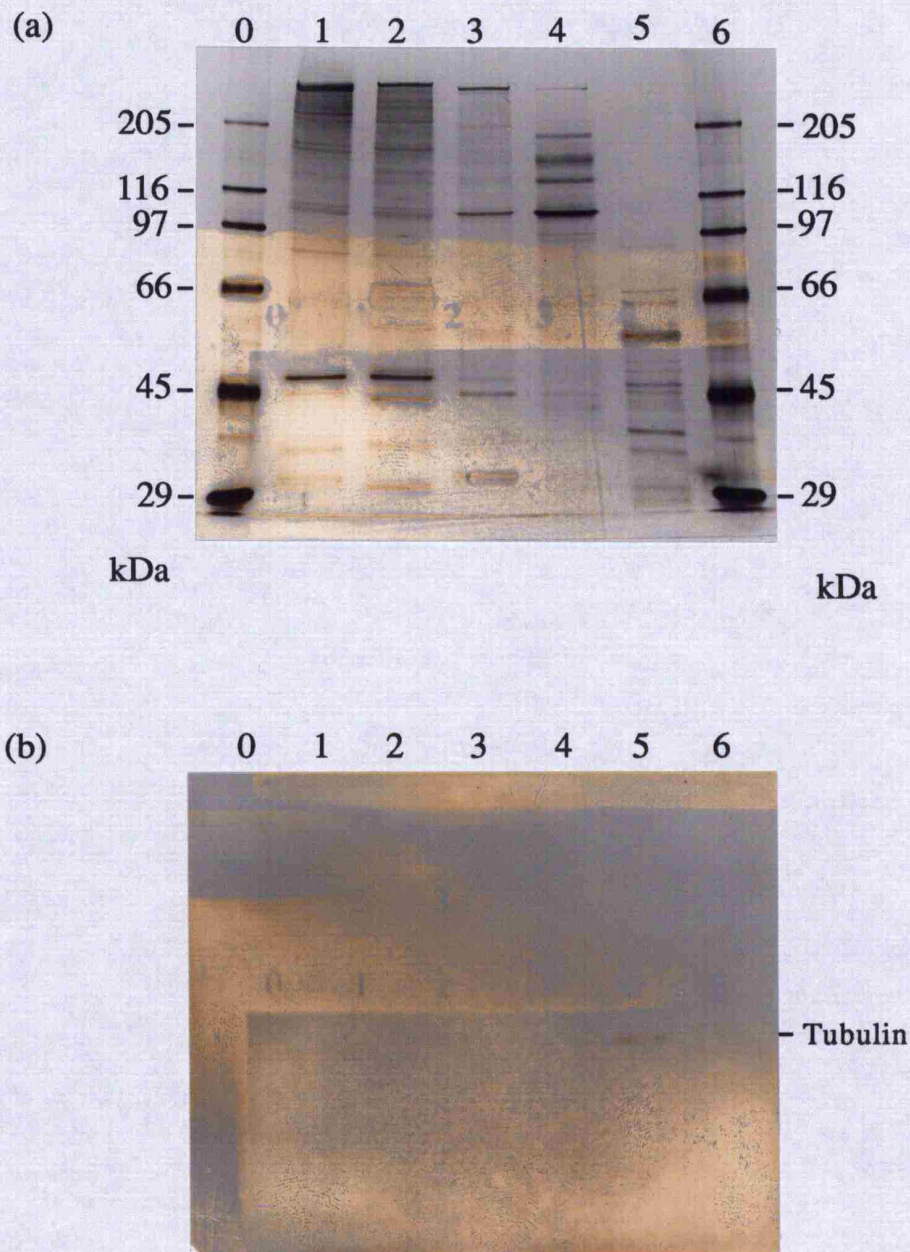 (a)
0 1 2 3 4 5 6
205 – – 205
116 – – 116
97 – – 97
66 – – 66
45 – – 45
29 – – 29
kDa kDa
(b)
0 1 2 3 4 5 6
– Tubulin